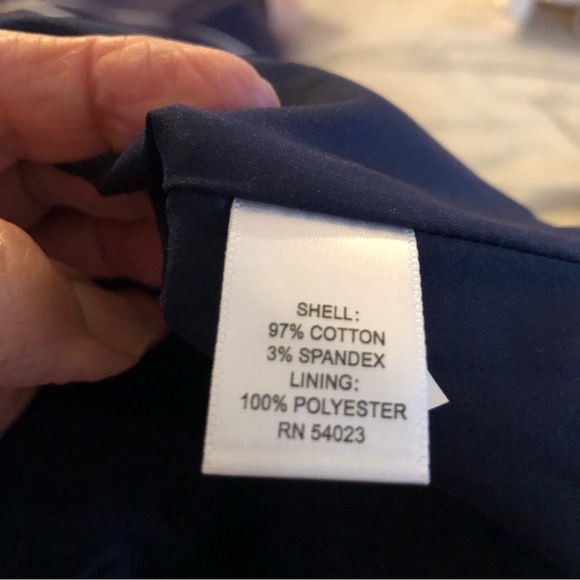 SHELL:
97% COTTON
3% SPANDEX
LINING:
100% POLYESTER
RN 54023